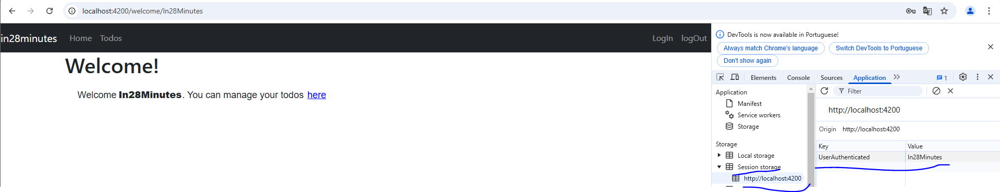 localhost:4200/welcome/In28Minutes
in28minutes Home Todos LogIn logOut
Welcome!
Welcome In28Minutes. You can manage your todos here
DevTools is now available in Portuguese!
Always match Chrome's language Switch DevTools to Portuguese
Don't show again
Elements Console Sources Application 1
Application
Manifest
Service workers
Storage
Storage
Local storage
Session storage
http://localhost:4200
Filter
http://localhost:4200
Origin http://localhost:4200
Key Value
UserAuthenticated In28Minutes